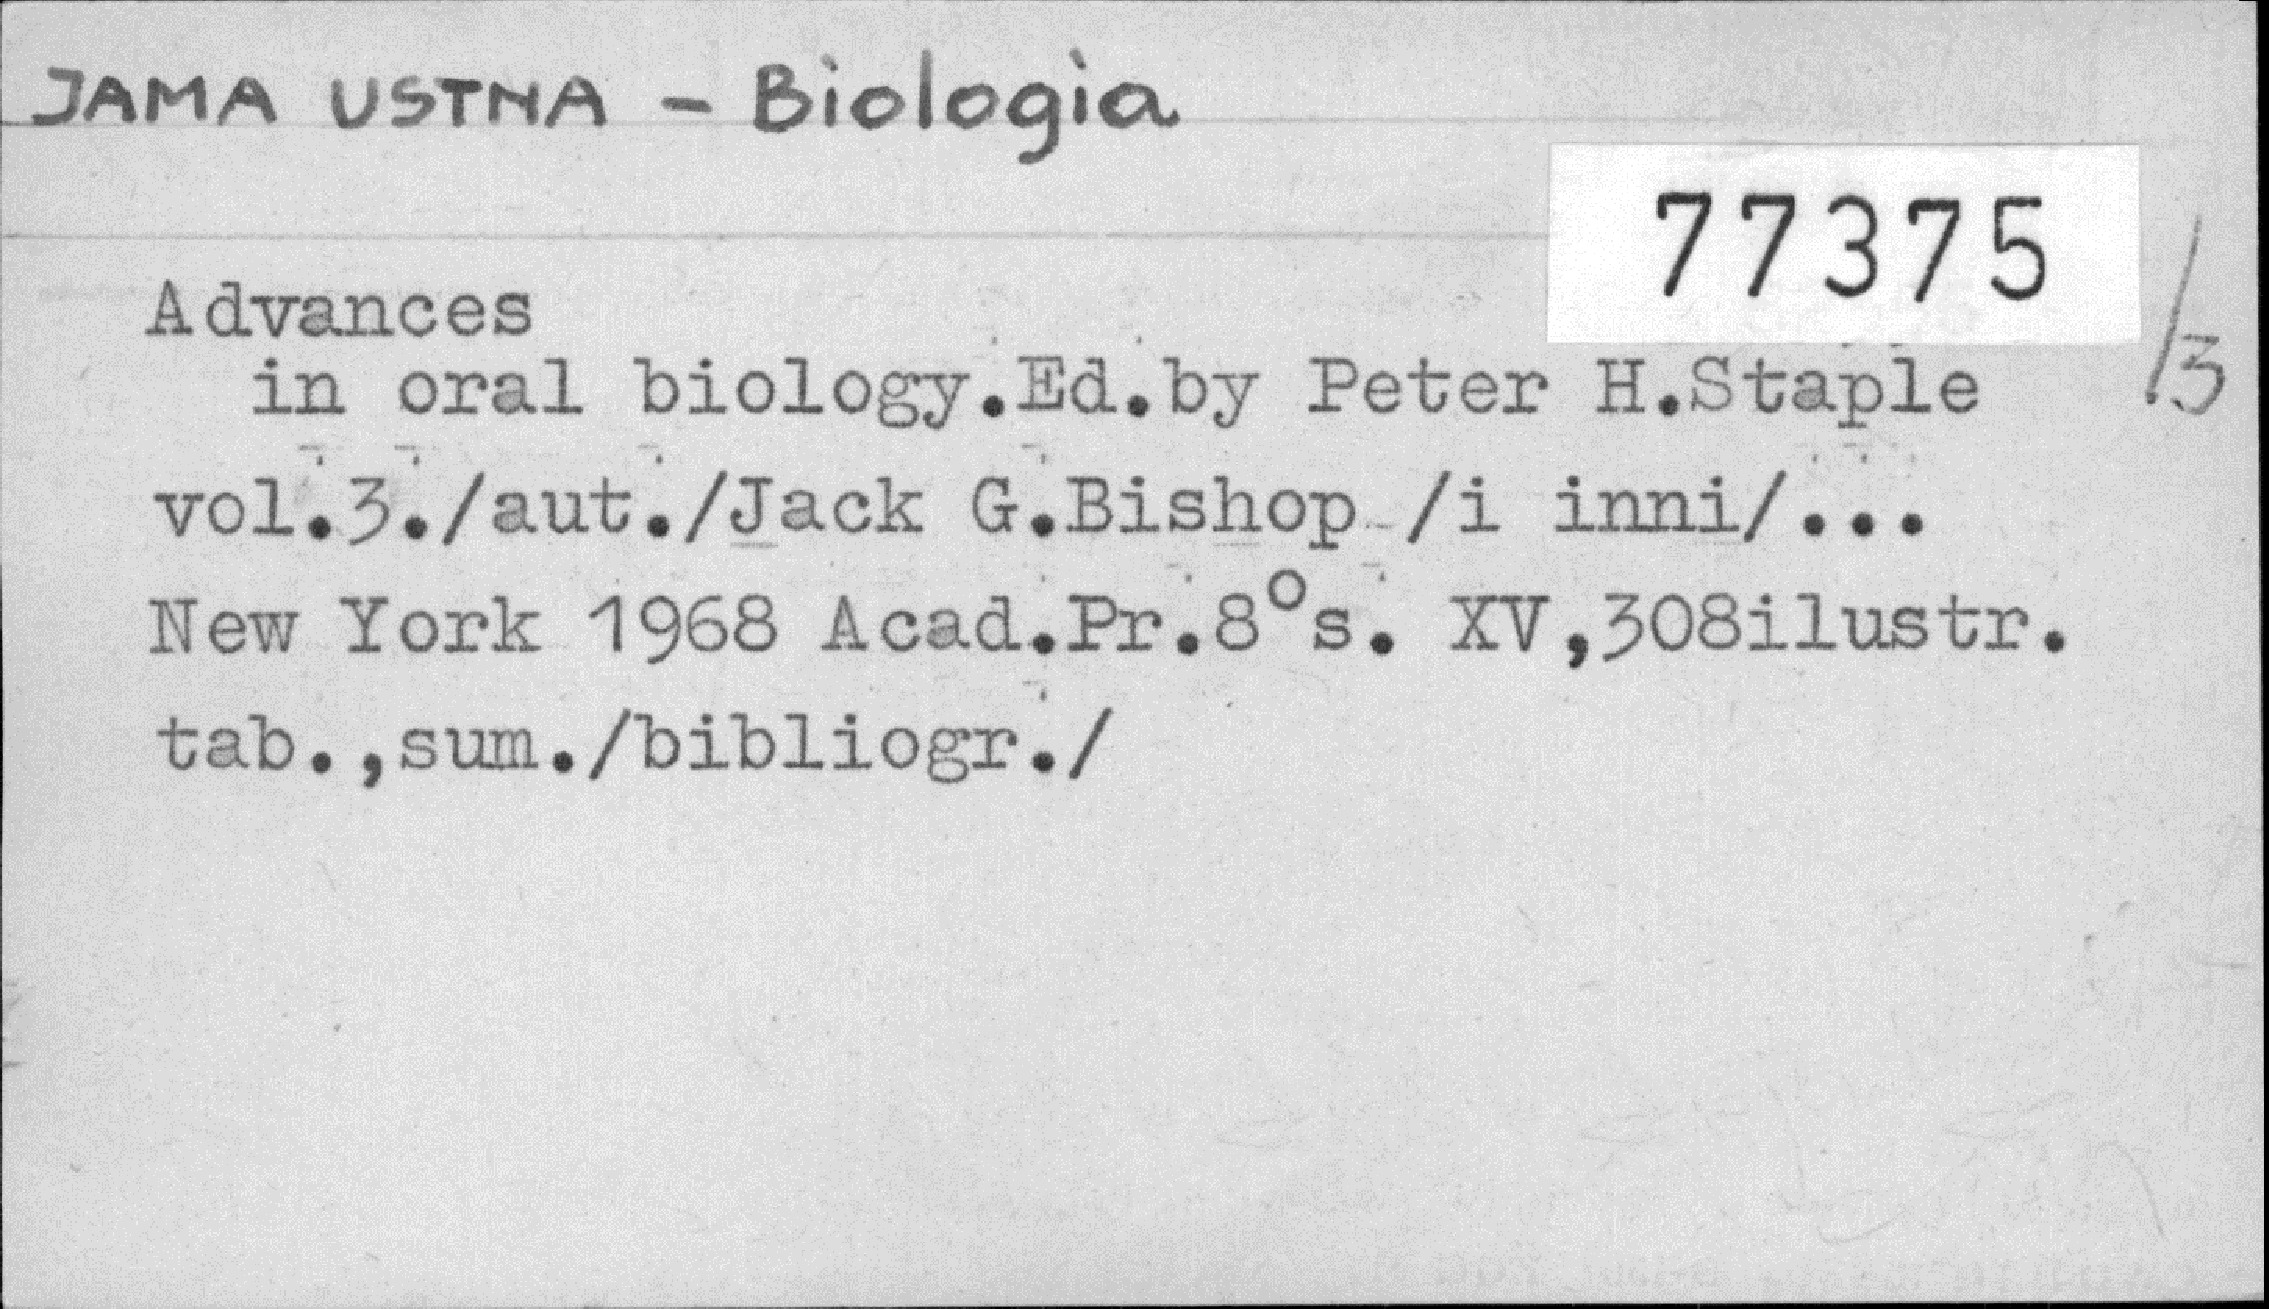 JAMA USTNA - Biologia
77375
/3
Advances
in oral biology.Ed.by Peter H.Staple
vol.3./aut./Jack G.Bishop /i inni/...
New York 1968 Acad.Pr.8°s. XV,308ilustr.
tab.,sum./bibliogr./